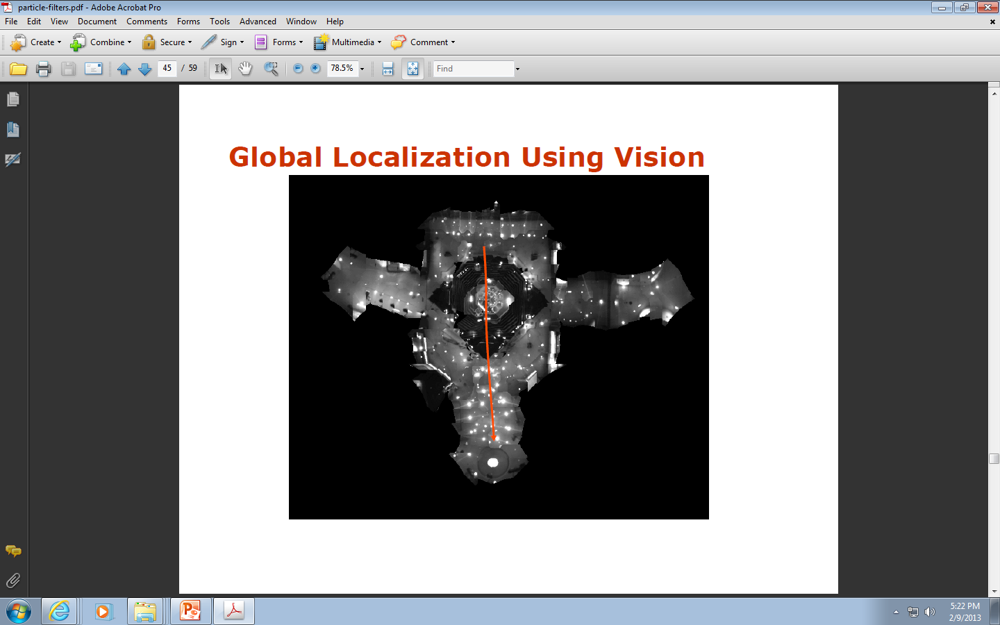 particle-filters.pdf - Adobe Acrobat Pro
File Edit View Document Comments Forms Tools Advanced Window Help
Create Combine Secure Sign Forms Multimedia Comment
45 / 59 78.5% Find
Global Localization Using Vision
5:22 PM
2/9/2013